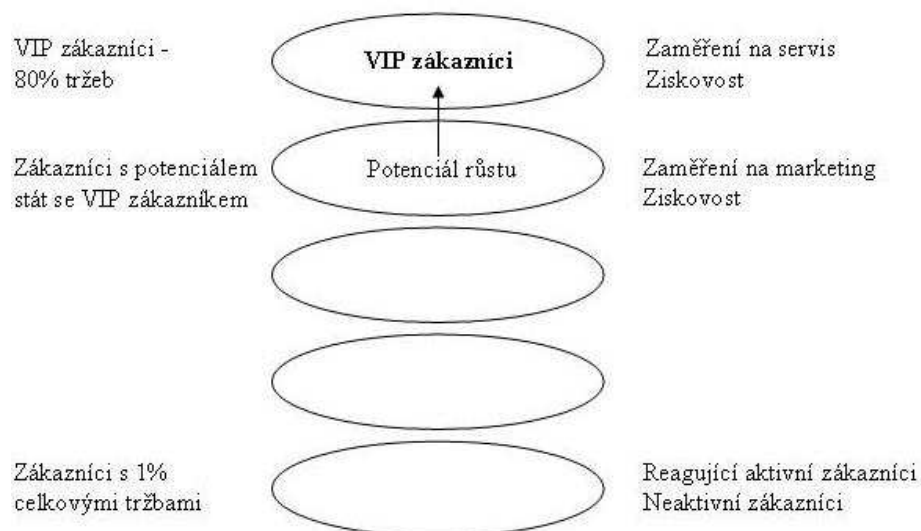 VIP zákazníci -
80% tržeb
VIP zákazníci
Zaměření na servis
Ziskovost
Zákazníci s potenciálem
stát se VIP zákazníkem
Potenciál růstu
Zaměření na marketing
Ziskovost
Zákazníci s 1%
celkovými tržbami
Reagující aktivní zákazníci
Neaktivní zákazníci